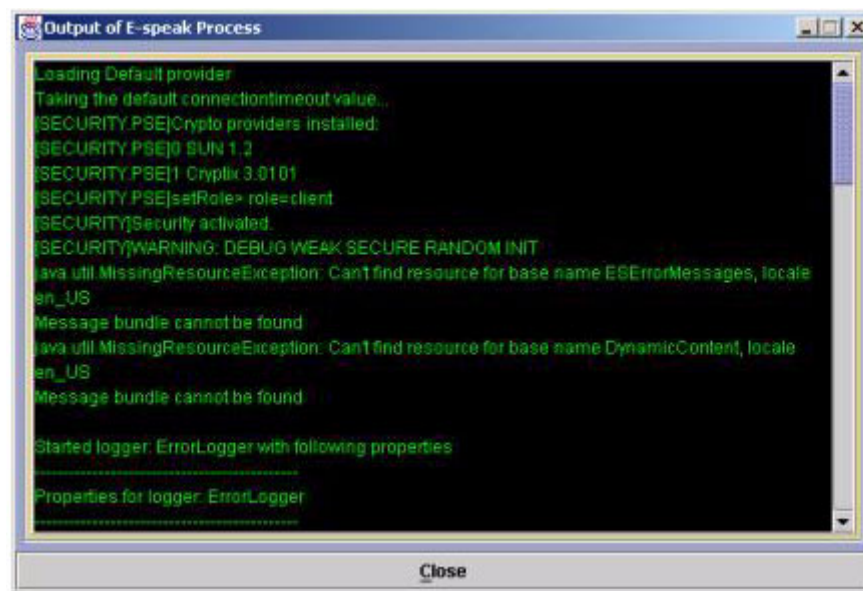 Output of E-speak Process
Loading Default provider
Taking the default connectiontimeout value...
[SECURITY.PSE]Crypto providers installed:
[SECURITY.PSE]0 SUN 1.2
[SECURITY.PSE]1 Cryptix 3.0101
[SECURITY.PSE]setRole> role=client
[SECURITY]Security activated.
[SECURITY]WARNING: DEBUG WEAK SECURE RANDOM INIT
java.util.MissingResourceException: Can't find resource for base name ESErrorMessages, locale
en_US
Message bundle cannot be found
java.util.MissingResourceException: Can't find resource for base name DynamicContent, locale
en_US
Message bundle cannot be found
Started logger: ErrorLogger with following properties
--------------------------------------------
Properties for logger: ErrorLogger
--------------------------------------------
Close